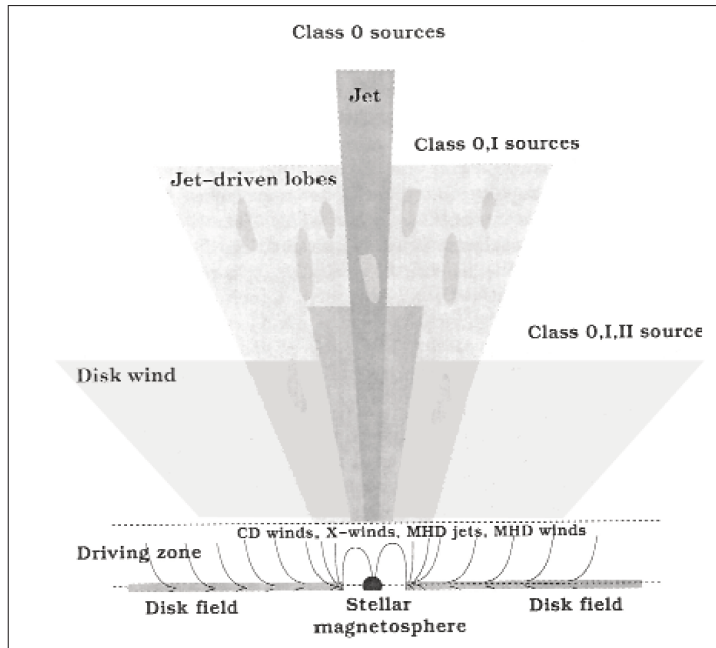 Class 0 sources
Jet
Class 0,I sources
Jet-driven lobes
Class 0,I,II source
Disk wind
CD winds, X-winds, MHD jets, MHD winds
Driving zone
Disk field
Stellar
magnetosphere
Disk field